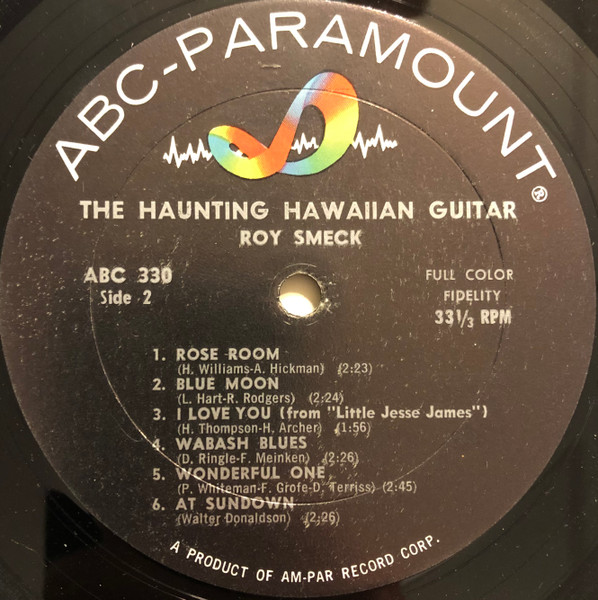 ABC-PARAMOUNT®
THE HAUNTING HAWAIIAN GUITAR
ROY SMECK
ABC 330
Side 2
FULL COLOR
FIDELITY
33 1/3 RPM
1. ROSE ROOM
(H. Williams-A. Hickman) (2:23)
2. BLUE MOON
(L. Hart-R. Rodgers) (2:24)
3. I LOVE YOU (from "Little Jesse James")
(H. Thompson-H. Archer) (1:56)
4. WABASH BLUES
(D. Ringle-F. Meinken) (2:26)
5. WONDERFUL ONE
(P. Whiteman-F. Grofe-D. Terriss) (2:45)
6. AT SUNDOWN
(Walter Donaldson) (2:26)
A PRODUCT OF AM-PAR RECORD CORP.